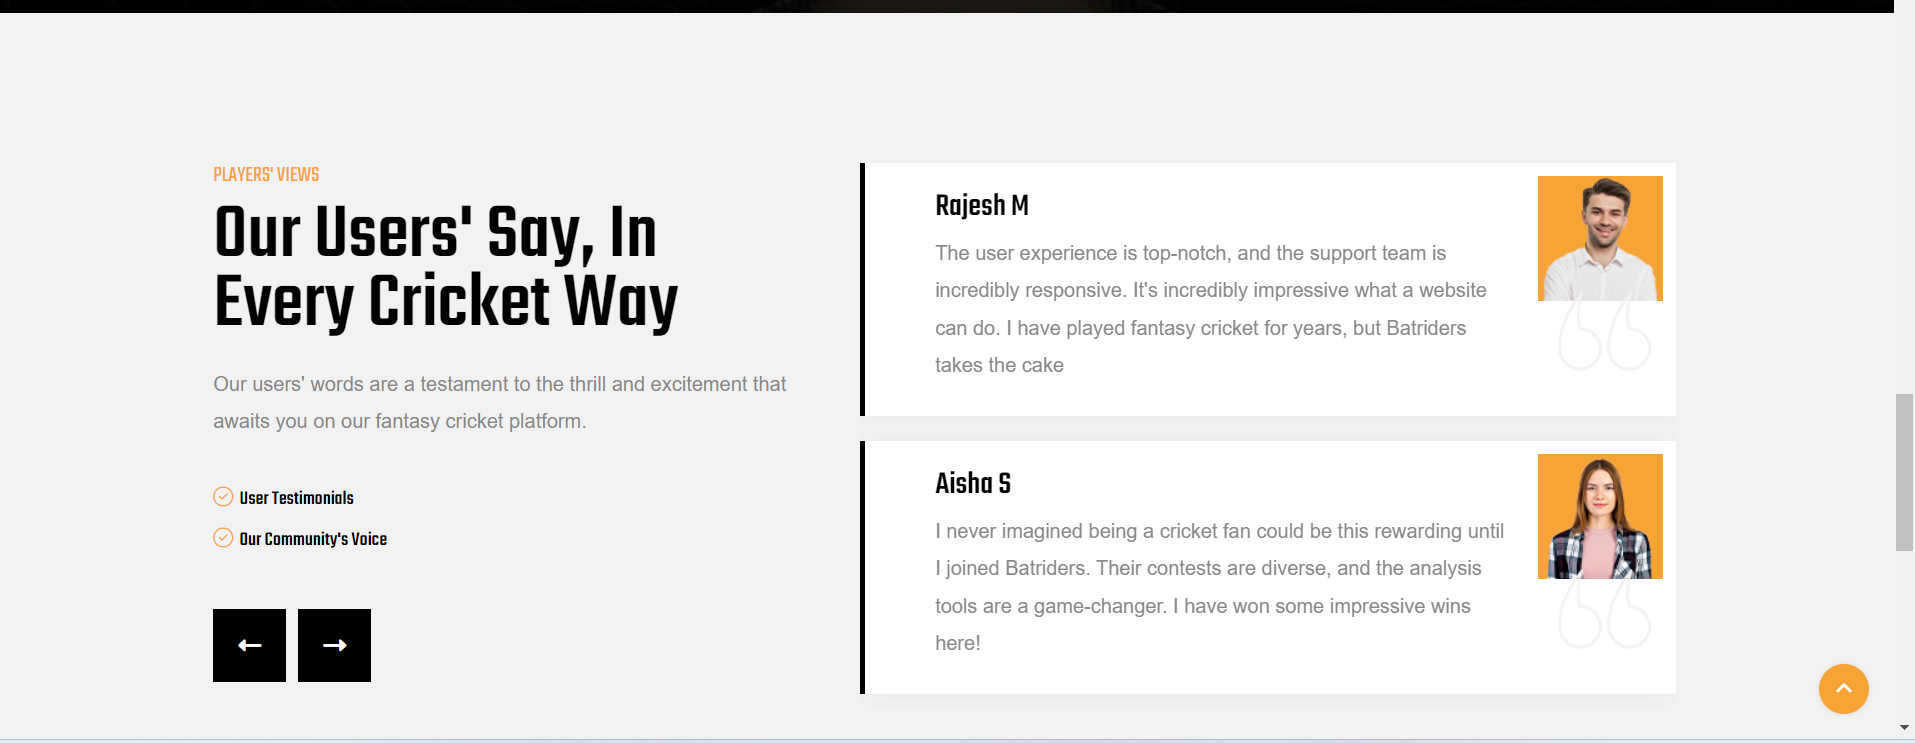 PLAYERS' VIEWS
Our Users' Say, In
Every Cricket Way
Our users' words are a testament to the thrill and excitement that
awaits you on our fantasy cricket platform.
User Testimonials
Our Community's Voice
Rajesh M
The user experience is top-notch, and the support team is
incredibly responsive. It's incredibly impressive what a website
can do. I have played fantasy cricket for years, but Batriders
takes the cake
Aisha S
I never imagined being a cricket fan could be this rewarding until
I joined Batriders. Their contests are diverse, and the analysis
tools are a game-changer. I have won some impressive wins
here!